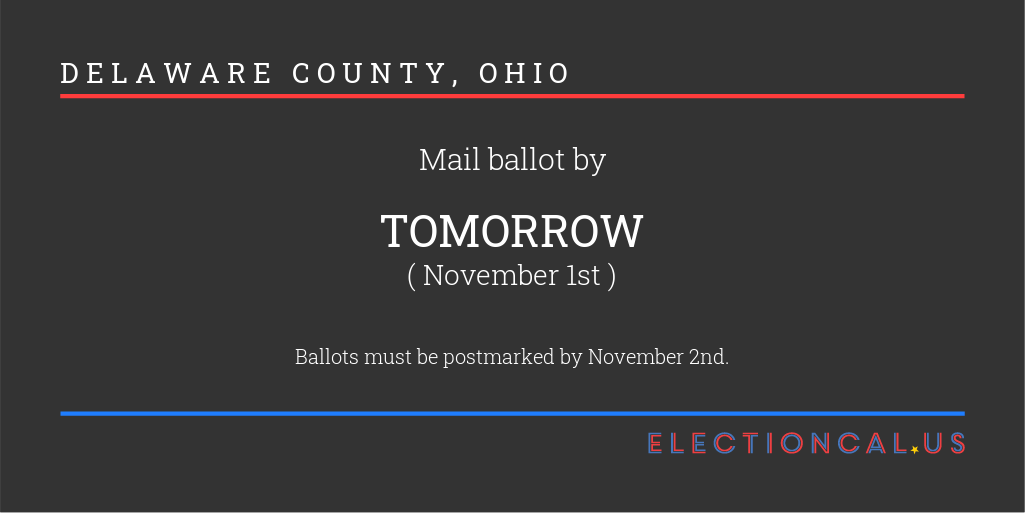 DELAWARE COUNTY, OHIO
Mail ballot by
TOMORROW
( November 1st )
Ballots must be postmarked by November 2nd.
ELECTIONCAL.US